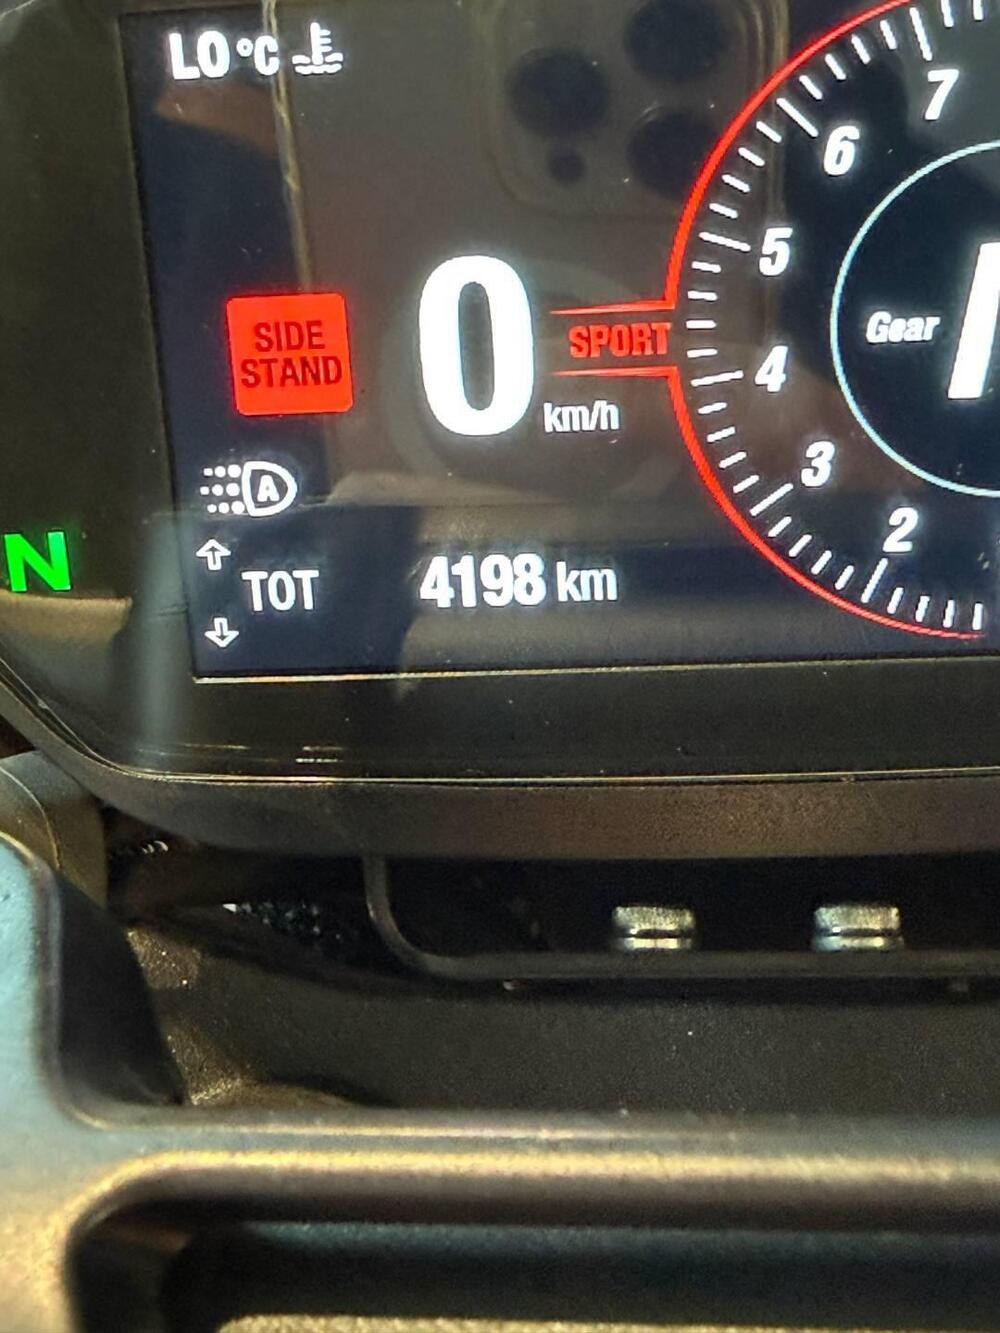 LO °C
7
6
5
SIDE
STAND
0
km/h
SPORT
Gear
4
3
A
2
N
TOT 4198 km